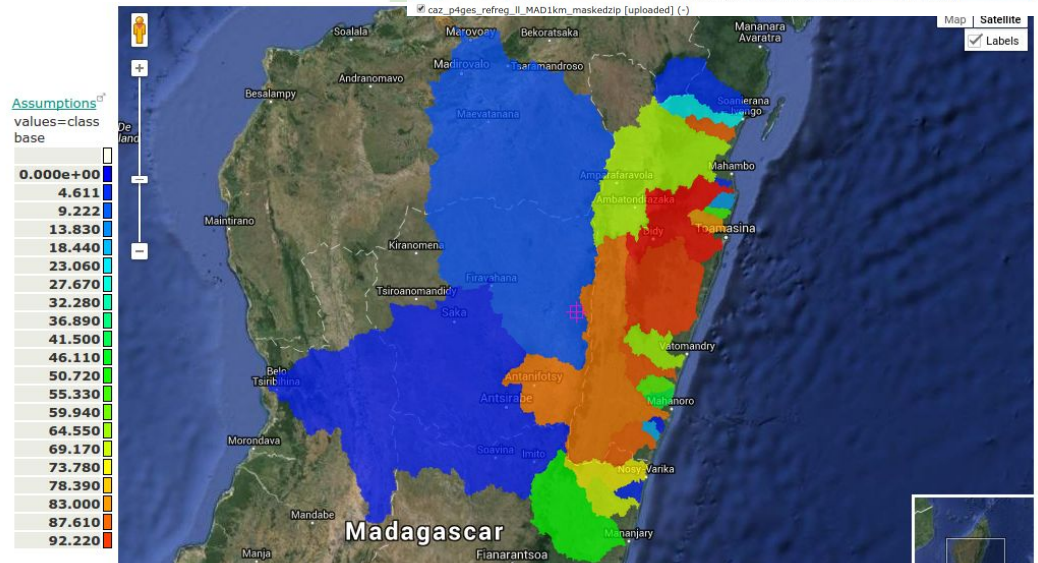 caz_p4ges_refreg_ll_MAD1km_maskedzip [uploaded] (-)
Map Satellite
Labels
Assumptions
values=class
base
0.000e+00
4.611
9.222
13.830
18.440
23.060
27.670
32.280
36.890
41.500
46.110
50.720
55.330
59.940
64.550
69.170
73.780
78.390
83.000
87.610
92.220
Soalala
Marovoay
Bekoratsaka
Mananara
Avaratra
Madirovalo
Tsaramandroso
Andranomavo
Besalampy
Maevatanana
Soanierana
Ivongo
De
Mahambo
Amparafaravola
Ambatondrazaka
Maintirano
Kiranomena
Didy
Toamasina
Firavahana
Tsiroanomandidy
Saka
Vatomandry
Belo
Tsiribihina
Antanifotsy
Antsirabe
Mahanoro
Morondava
Soavina
Imito
Nosy-Varika
Mandabe
Madagascar
Mananjary
Fianarantsoa
Manja